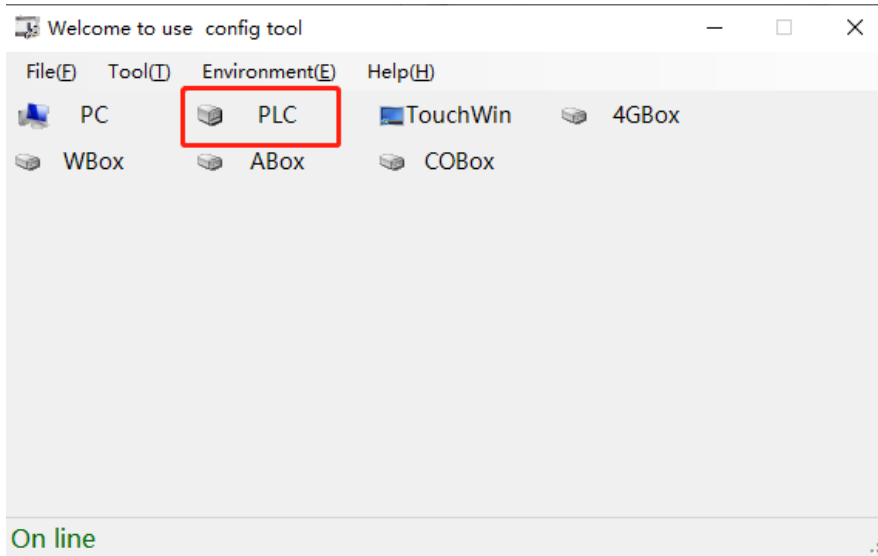 Welcome to use config tool
File(F) Tool(T) Environment(E) Help(H)
PC PLC TouchWin 4GBox
WBox ABox COBox
On line